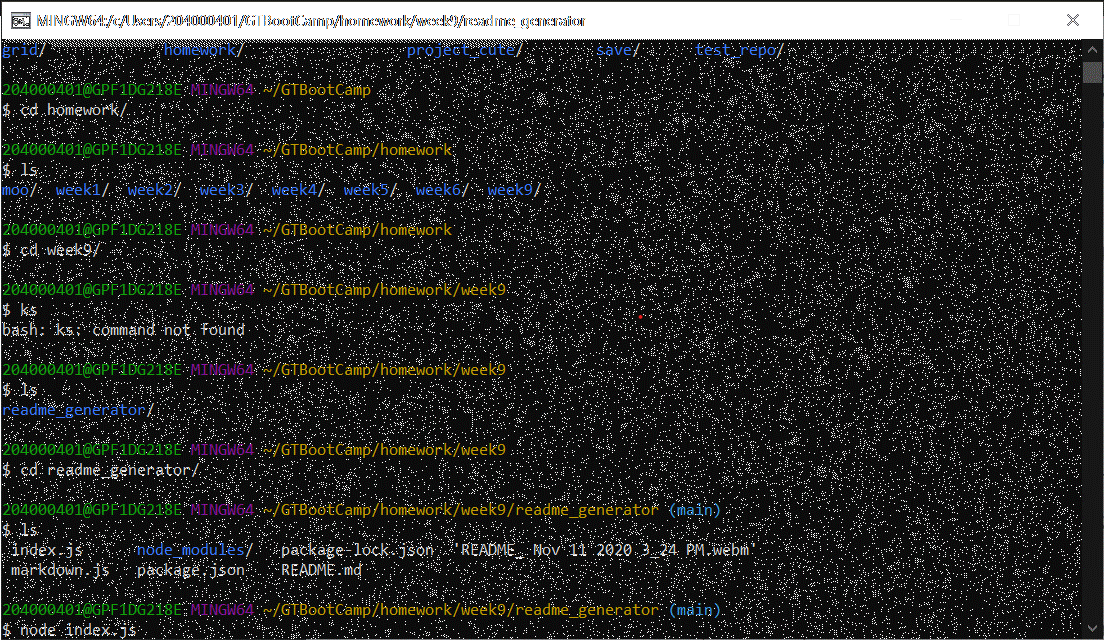 MINGW64:/c/Users/204000401/GTBootCamp/homework/week9/readme_generator
grid/ homework/ project_cute/ save/ test_repo/
204000401@GPF1DG218E MINGW64 ~/GTBootCamp
$ cd homework/
204000401@GPF1DG218E MINGW64 ~/GTBootCamp/homework
$ ls
moo/ week1/ week2/ week3/ week4/ week5/ week6/ week9/
204000401@GPF1DG218E MINGW64 ~/GTBootCamp/homework
$ cd week9/
204000401@GPF1DG218E MINGW64 ~/GTBootCamp/homework/week9
$ ks
bash: ks: command not found
204000401@GPF1DG218E MINGW64 ~/GTBootCamp/homework/week9
$ ls
readme_generator/
204000401@GPF1DG218E MINGW64 ~/GTBootCamp/homework/week9
$ cd readme_generator/
204000401@GPF1DG218E MINGW64 ~/GTBootCamp/homework/week9/readme_generator (main)
$ ls
index.js node_modules/ package-lock.json 'README_ Nov 11 2020 3_24 PM.webm'
markdown.js package.json README.md
204000401@GPF1DG218E MINGW64 ~/GTBootCamp/homework/week9/readme_generator (main)
$ node index.js